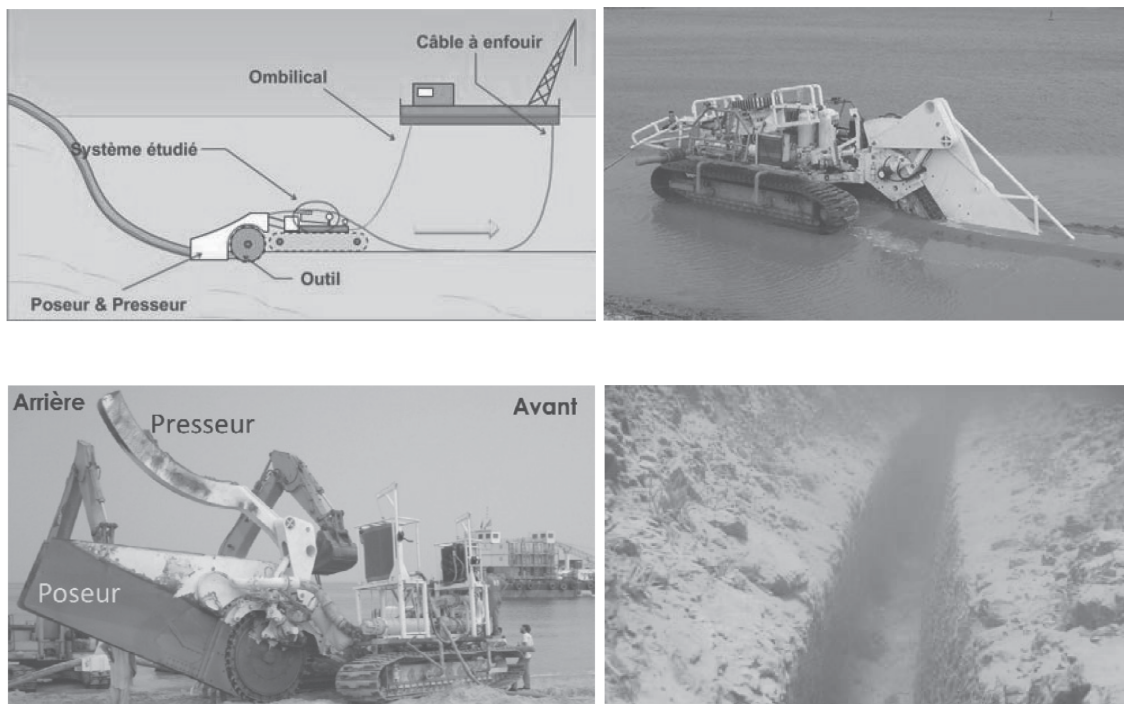 Câble à enfouir
Ombilical
Système étudié
Outil
Poseur & Presseur
Arrière
Avant
Presseur
Poseur